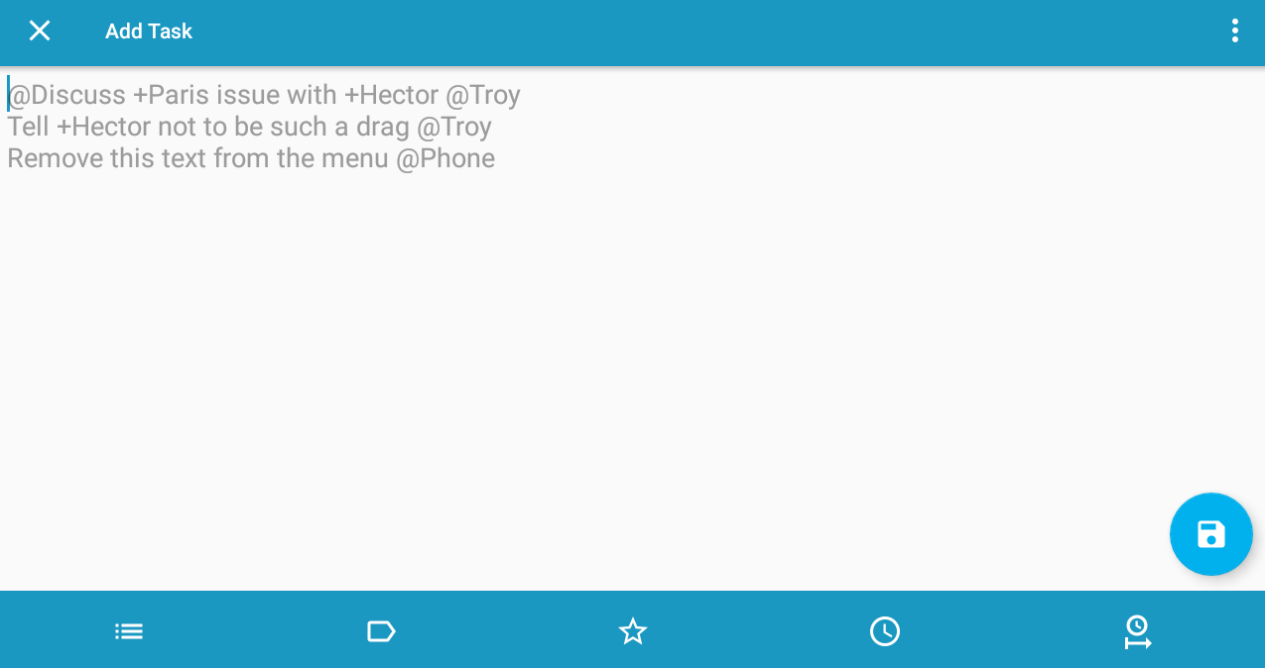 Add Task
@Discuss +Paris issue with +Hector @Troy
Tell +Hector not to be such a drag @Troy
Remove this text from the menu @Phone